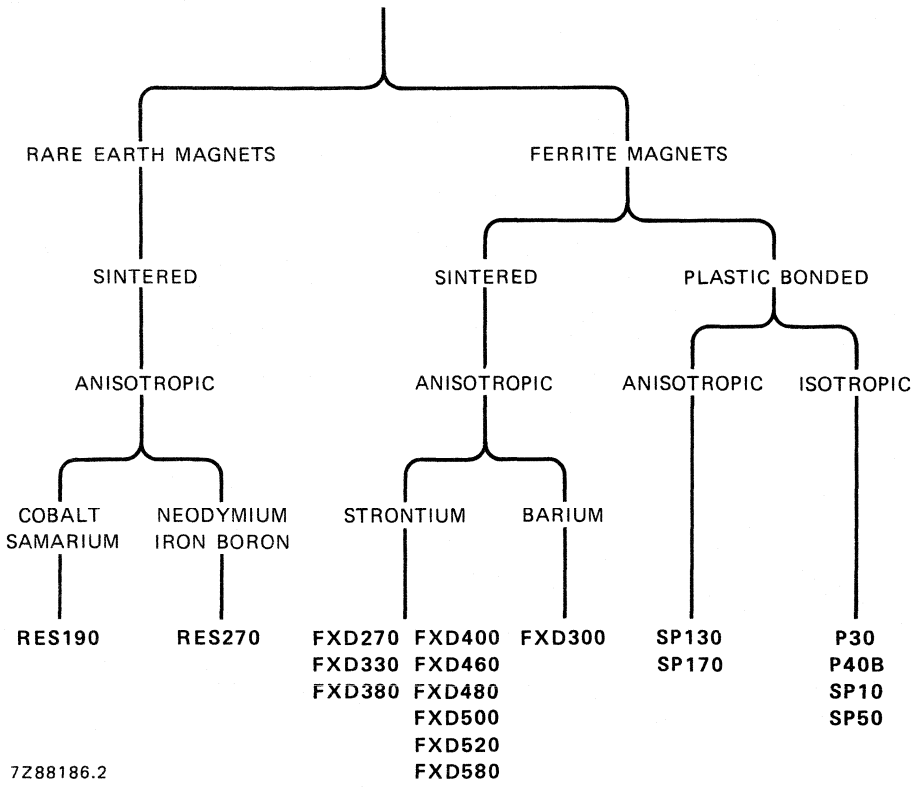 RARE EARTH MAGNETS
FERRITE MAGNETS
SINTERED
SINTERED
PLASTIC BONDED
ANISOTROPIC
ANISOTROPIC
ANISOTROPIC
ISOTROPIC
COBALT
SAMARIUM
NEODYMIUM
IRON BORON
STRONTIUM
BARIUM
RES190
RES270
FXD270
FXD330
FXD380
FXD400
FXD460
FXD480
FXD500
FXD520
FXD580
FXD300
SP130
SP170
P30
P40B
SP10
SP50
7Z88186.2